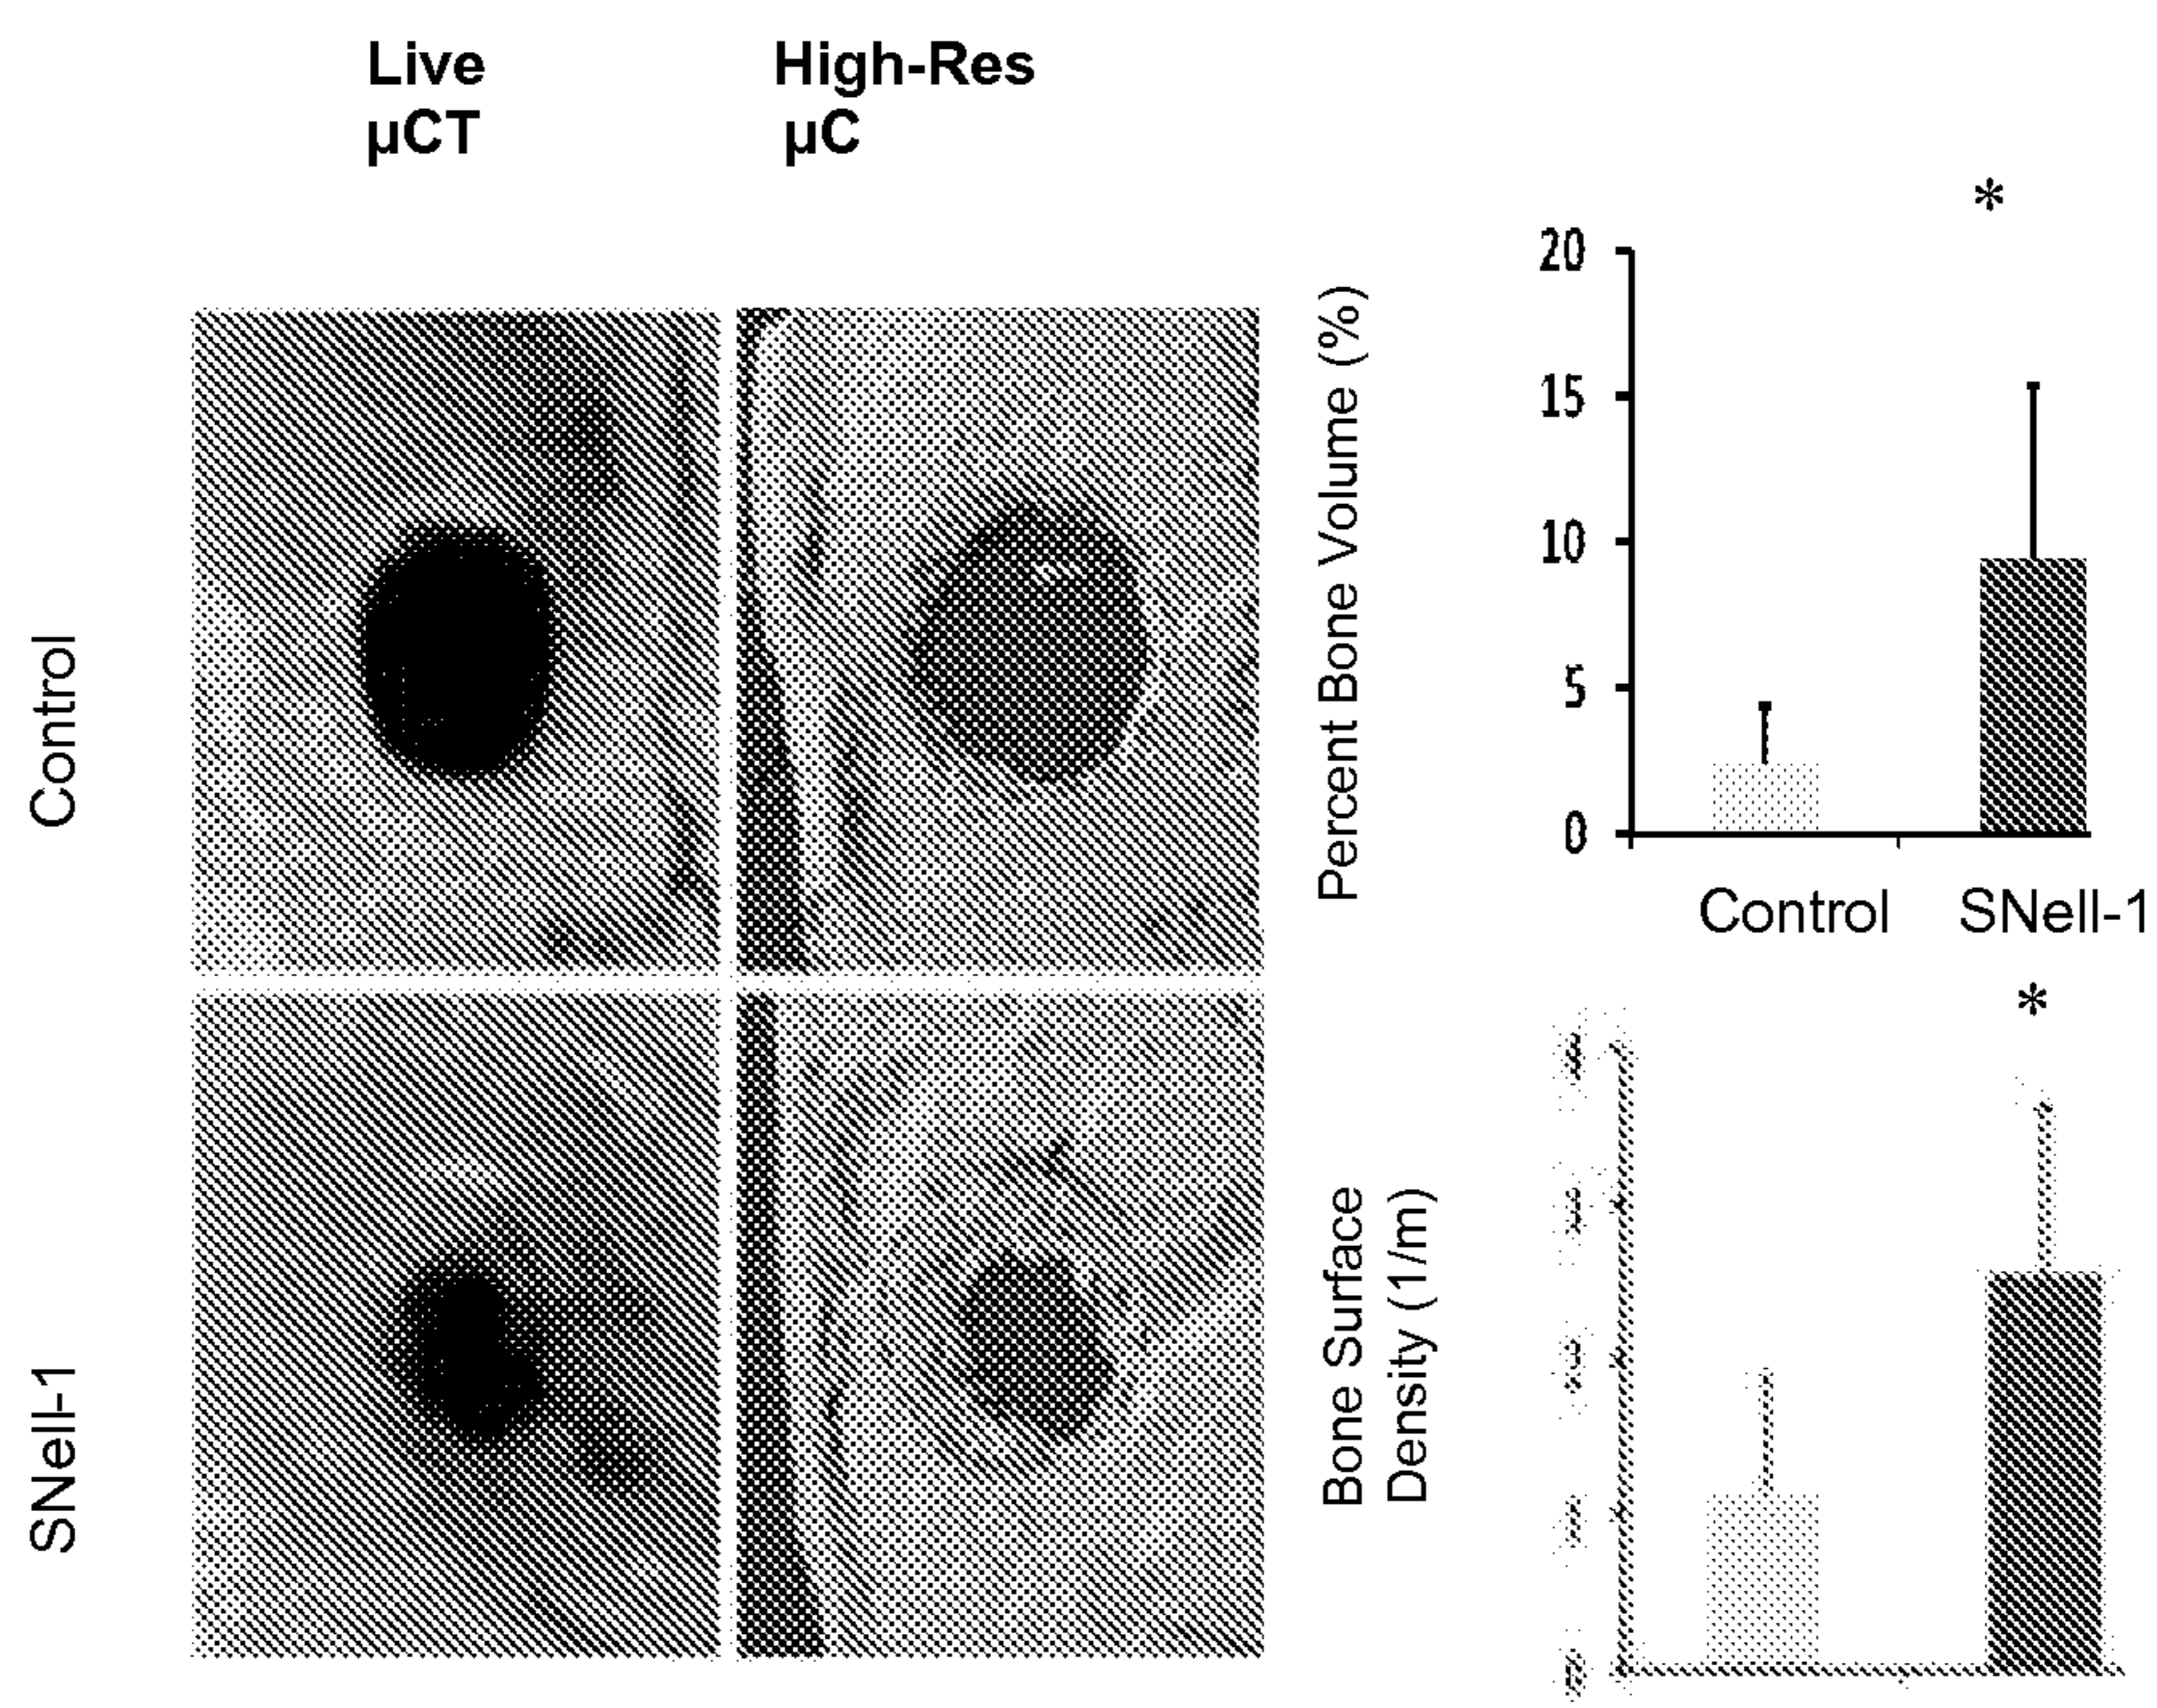 Live
µCT
High-Res
µC
Control
SNell-1
Percent Bone Volume (%)
20
15
10
5
0
*
Control
SNell-1
Bone Surface
Density (1/m)
*